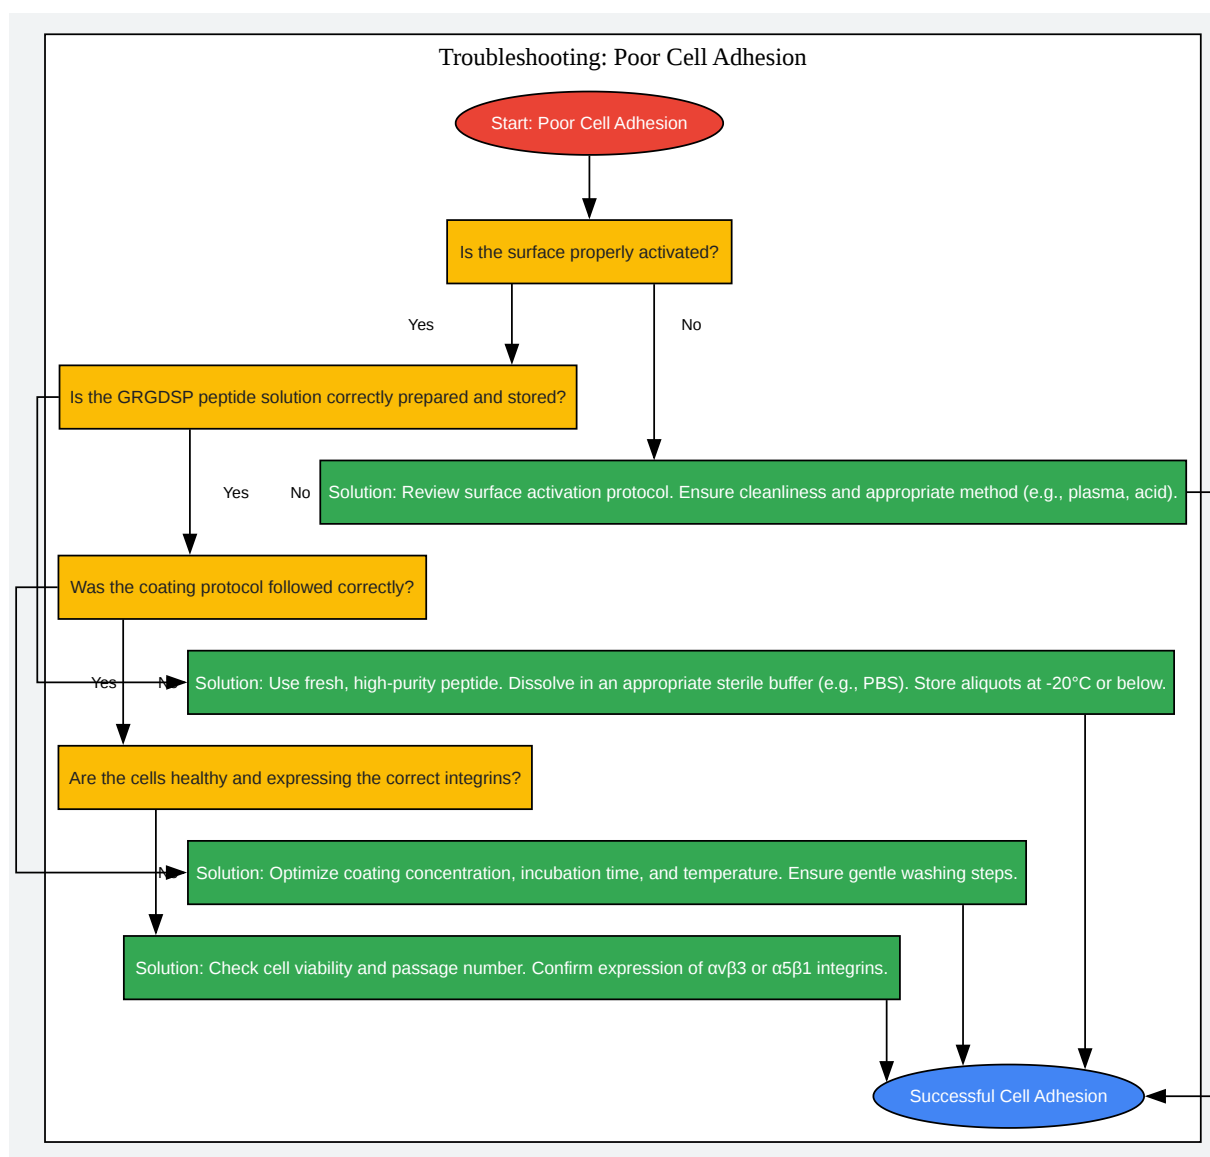 Troubleshooting: Poor Cell Adhesion
Start: Poor Cell Adhesion
Is the surface properly activated?
Yes
No
Is the GRGDSP peptide solution correctly prepared and stored?
Yes
No
Solution: Review surface activation protocol. Ensure cleanliness and appropriate method (e.g., plasma, acid).
Was the coating protocol followed correctly?
Yes
No
Solution: Use fresh, high-purity peptide. Dissolve in an appropriate sterile buffer (e.g., PBS). Store aliquots at -20°C or below.
Are the cells healthy and expressing the correct integrins?
No
Solution: Optimize coating concentration, incubation time, and temperature. Ensure gentle washing steps.
Solution: Check cell viability and passage number. Confirm expression of αvβ3 or α5β1 integrins.
Successful Cell Adhesion